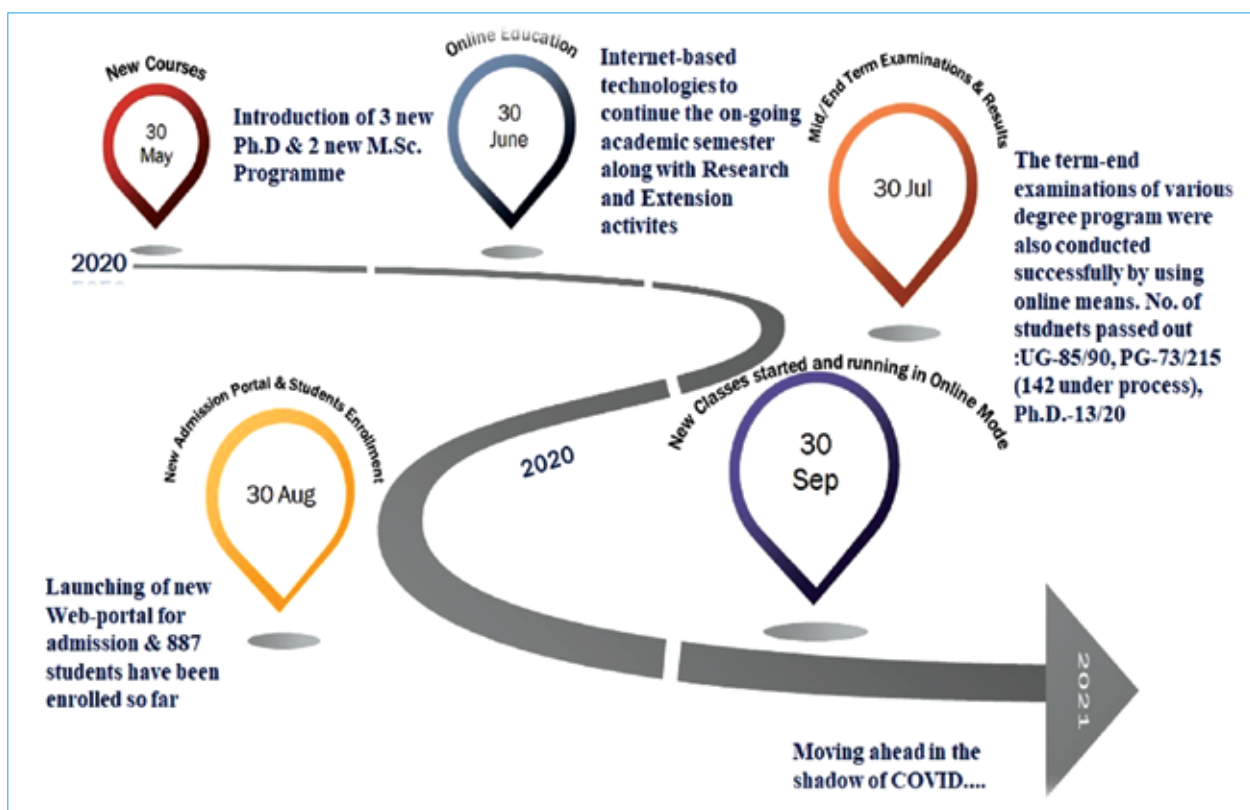 New Courses
30
May
Introduction of 3 new
Ph.D & 2 new M.Sc.
Programme
Online Education
30
June
Internet-based
technologies to
continue the on-going
academic semester
along with Research
and Extension
activites
Mid/End Term Examinations & Results
30 Jul
The term-end
examinations of various
degree program were
also conducted
successfully by using
online means. No. of
studnets passed out
:UG-85/90, PG-73/215
(142 under process),
Ph.D.-13/20
2020
New Admission Portal & Students Enrollment
30 Aug
Launching of new
Web-portal for
admission & 887
students have been
enrolled so far
2020
New Classes started and running in Online Mode
30
Sep
2021
Moving ahead in the
shadow of COVID....